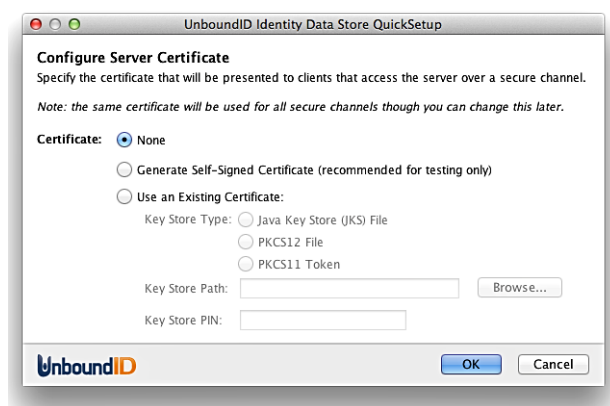 UnboundID Identity Data Store QuickSetup
Configure Server Certificate
Specify the certificate that will be presented to clients that access the server over a secure channel.
Note: the same certificate will be used for all secure channels though you can change this later.
Certificate: None
Generate Self-Signed Certificate (recommended for testing only)
Use an Existing Certificate:
Key Store Type: Java Key Store (JKS) File
PKCS12 File
PKCS11 Token
Key Store Path: Browse...
Key Store PIN:
UnboundID OK Cancel